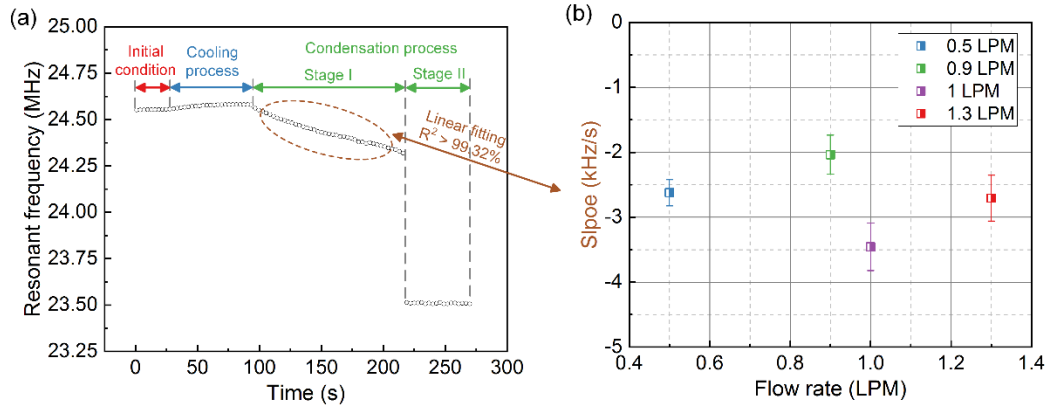 (a)
25.00
24.75
24.50
24.25
24.00
23.75
23.50
23.25
Resonant frequency (MHz)
Initial
condition
Cooling
process
Condensation process
Stage I
Stage II
Linear fitting
R² > 99.32%
0
50
100
150
200
250
300
Time (s)
(b)
0
-1
-2
-3
-4
-5
Slpoe (kHz/s)
0.5 LPM
0.9 LPM
1 LPM
1.3 LPM
0.4
0.6
0.8
1.0
1.2
1.4
Flow rate (LPM)